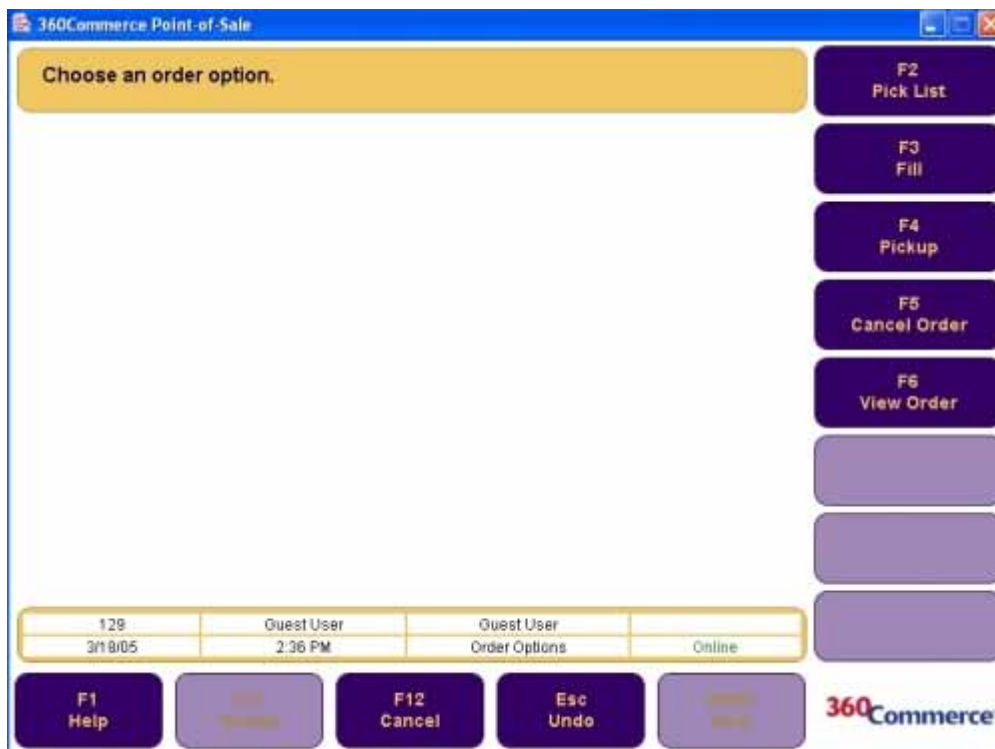 360Commerce Point-of-Sale
Choose an order option.
F2
Pick List
F3
Fill
F4
Pickup
F5
Cancel Order
F6
View Order
129 Guest User Guest User
3/18/05 2:36 PM Order Options Online
F1
Help
F12
Cancel
Esc
Undo
360Commerce